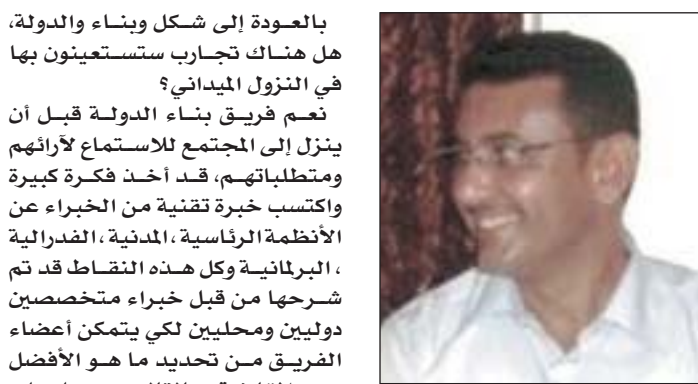 بالعودة إلى شكل وبناء والدولة،
هل هناك تجارب ستستعينون بها
في النزول الميداني؟
نعم فريق بناء الدولة قبل أن
ينزل إلى المجتمع للاستماع لآرائهم
ومتطلباتهم، قد أخذ فكرة كبيرة
واكتسب خبرة تقنية من الخبراء عن
الأنظمة الرئاسية ،المدنية ،الفدرالية
، البرلمانية وكل هذه النقاط قد تم
شرحها من قبل خبراء متخصصين
دوليين ومحليين لكي يتمكن أعضاء
الفريق من تحديد ما هو الأفضل